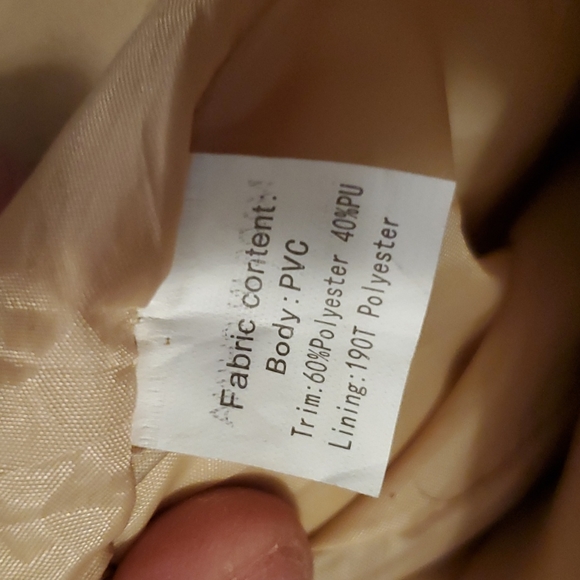 Fabric content:
Body:PVC
Trim:60%Polyester 40%PU
Lining:190T Polyester